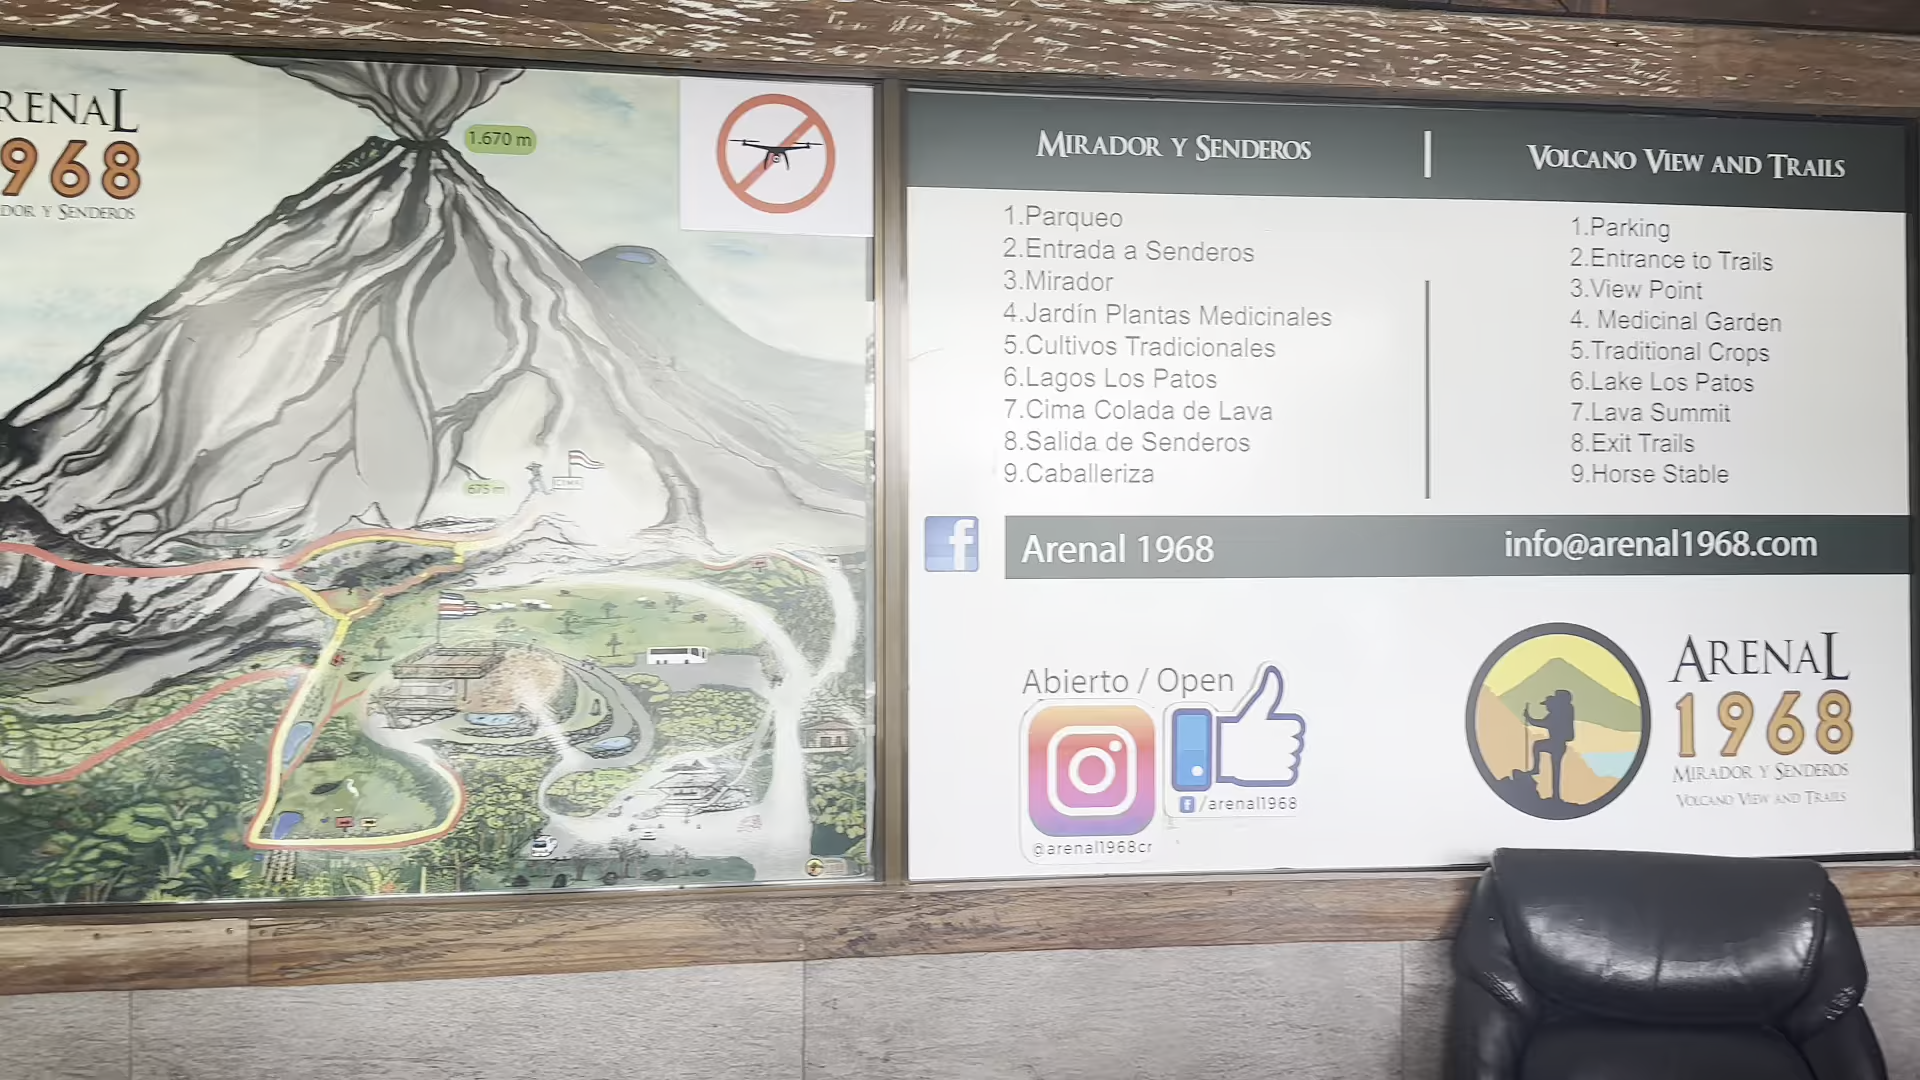 ARENAL
1968
DOR Y SENDEROS
1.670 m
675 m
CIMA
MIRADOR Y SENDEROS | VOLCANO VIEW AND TRAILS
1.Parqueo
2.Entrada a Senderos
3.Mirador
4.Jardín Plantas Medicinales
5.Cultivos Tradicionales
6.Lagos Los Patos
7.Cima Colada de Lava
8.Salida de Senderos
9.Caballeriza
1.Parking
2.Entrance to Trails
3.View Point
4. Medicinal Garden
5.Traditional Crops
6.Lake Los Patos
7.Lava Summit
8.Exit Trails
9.Horse Stable
f Arenal 1968
info@arenal1968.com
Abierto / Open
@arenal1968cr
f/arenal1968
ARENAL
1968
MIRADOR Y SENDEROS
VOLCANO VIEW AND TRAILS